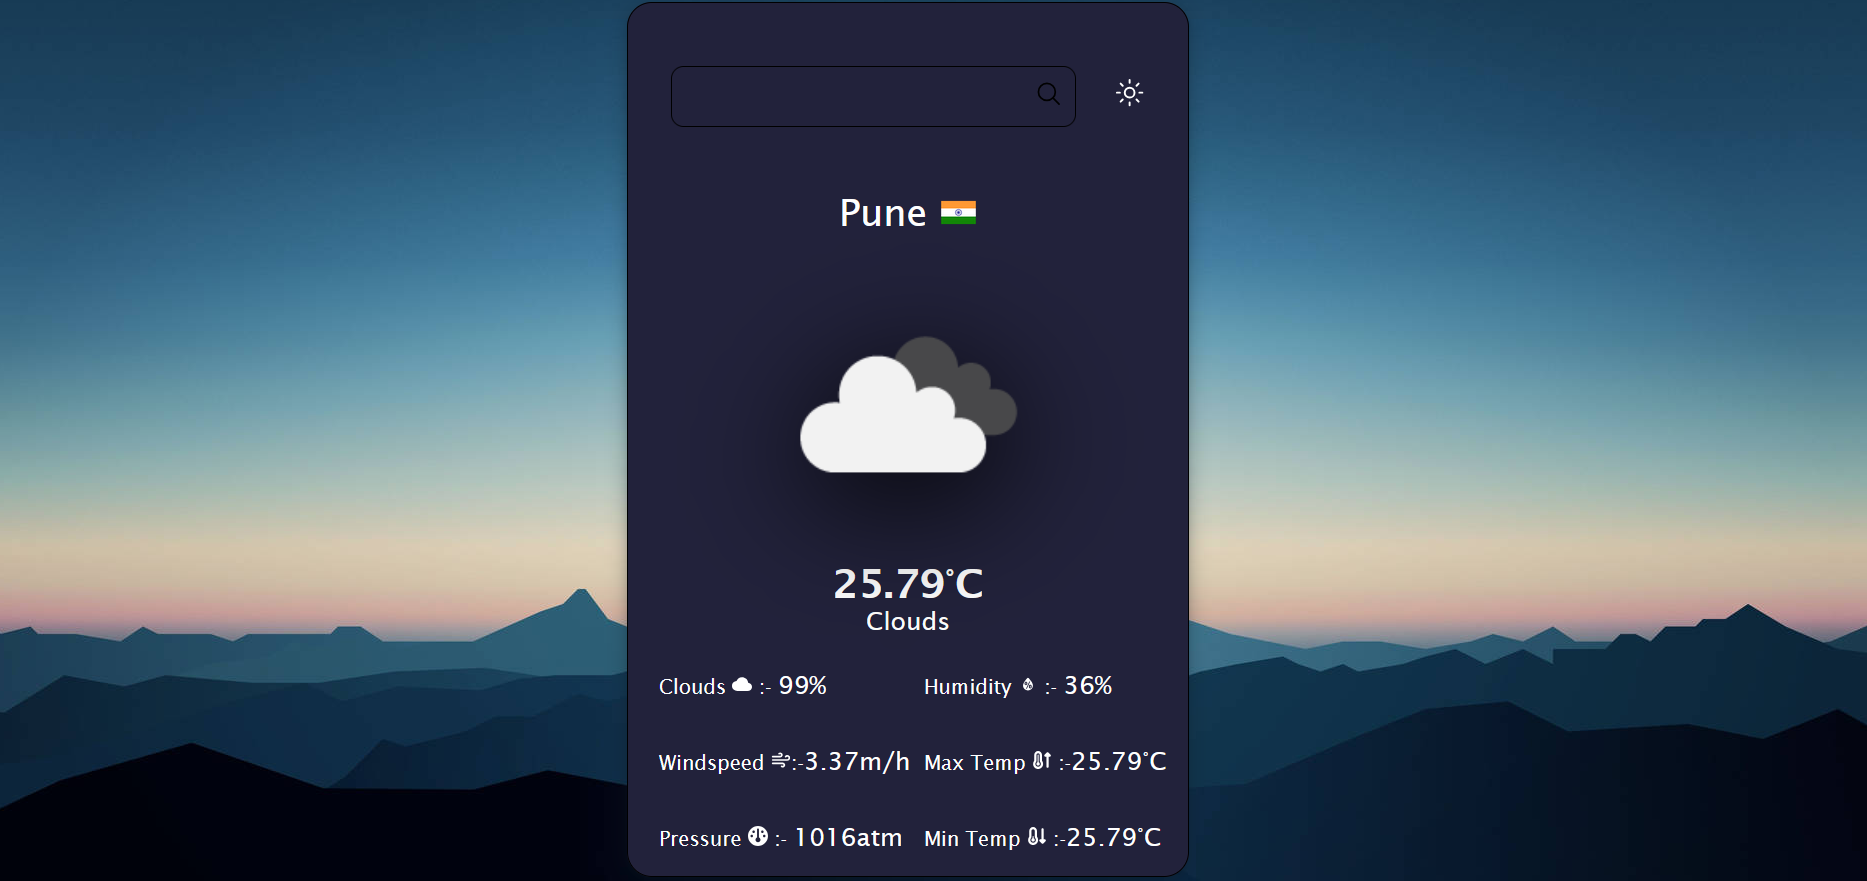 Pune
25.79°C
Clouds
Clouds :- 99% Humidity :- 36%
Windspeed :-3.37m/h Max Temp :-25.79°C
Pressure :- 1016atm Min Temp :-25.79°C